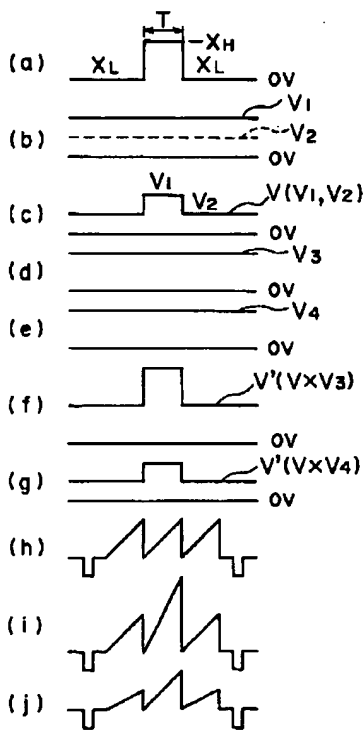 T
XH
(a) XL XL 0V
V1
(b) V2
0V
V1
(c) V2 V(V1,V2)
0V
V3
(d)
0V
(e) V4
0V
(f) V'(V×V3)
0V
(g) V'(V×V4)
0V
(h)
(i)
(j)